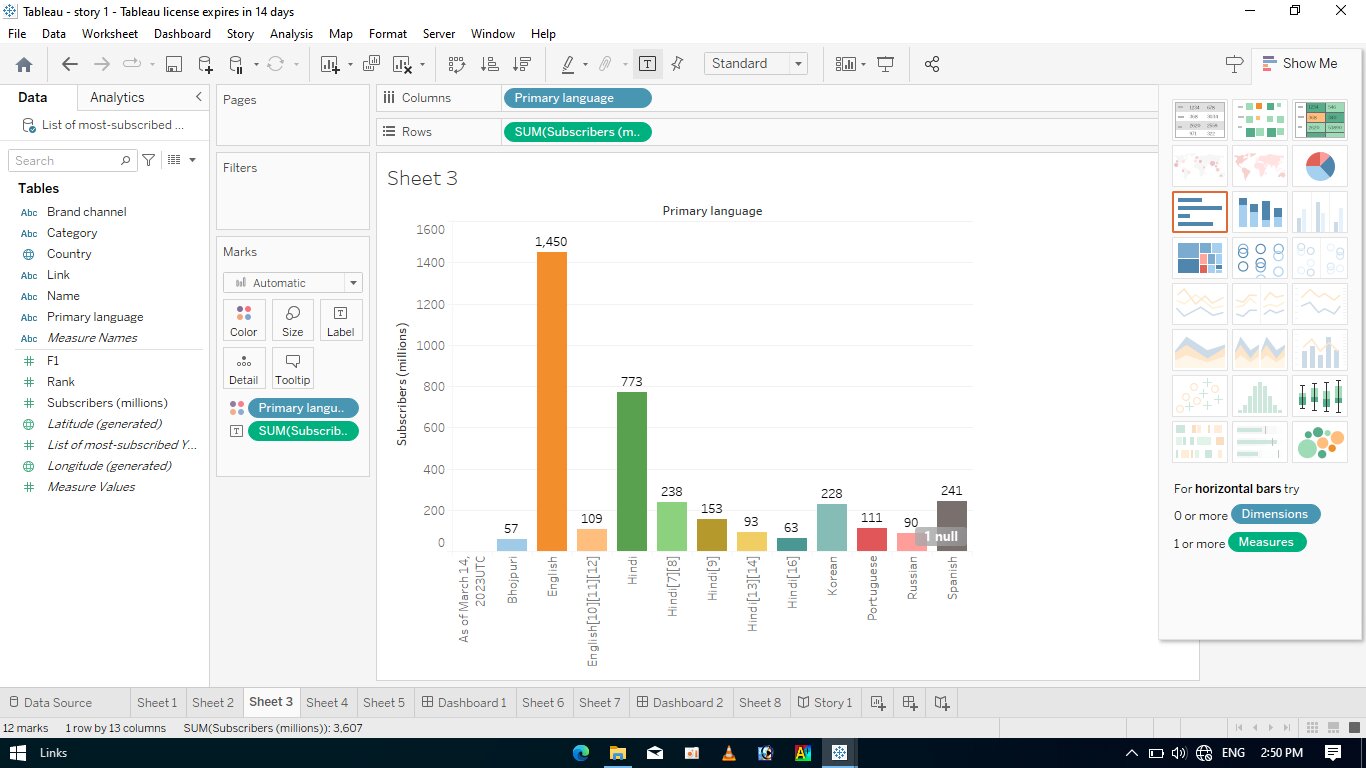 Tableau - story 1 - Tableau license expires in 14 days
File Data Worksheet Dashboard Story Analysis Map Format Server Window Help
Standard
Show Me
Data Analytics
List of most-subscribed ...
Search
Tables
Abc Brand channel
Abc Category
Country
Abc Link
Abc Name
Abc Primary language
Abc Measure Names
# F1
# Rank
# Subscribers (millions)
Latitude (generated)
# List of most-subscribed Y...
Longitude (generated)
# Measure Values
Pages
Filters
Marks
Automatic
Color Size Label
Detail Tooltip
Primary langu..
SUM(Subscrib..
Columns Primary language
Rows SUM(Subscribers (m..
Sheet 3
Primary language
Subscribers (millions)
1600
1400
1200
1000
800
600
400
200
0
57
1,450
109
773
238
153
93
63
228
111
90
241
1 null
As of March 14,
2023UTC
Bhojpuri
English
English[10][11][12]
Hindi
Hindi[7][8]
Hindi[9]
Hindi[13][14]
Hindi[16]
Korean
Portuguese
Russian
Spanish
For horizontal bars try
0 or more Dimensions
1 or more Measures
Data Source Sheet 1 Sheet 2 Sheet 3 Sheet 4 Sheet 5 Dashboard 1 Sheet 6 Sheet 7 Dashboard 2 Sheet 8 Story 1
12 marks 1 row by 13 columns SUM(Subscribers (millions)): 3,607
Links
ENG 2:50 PM